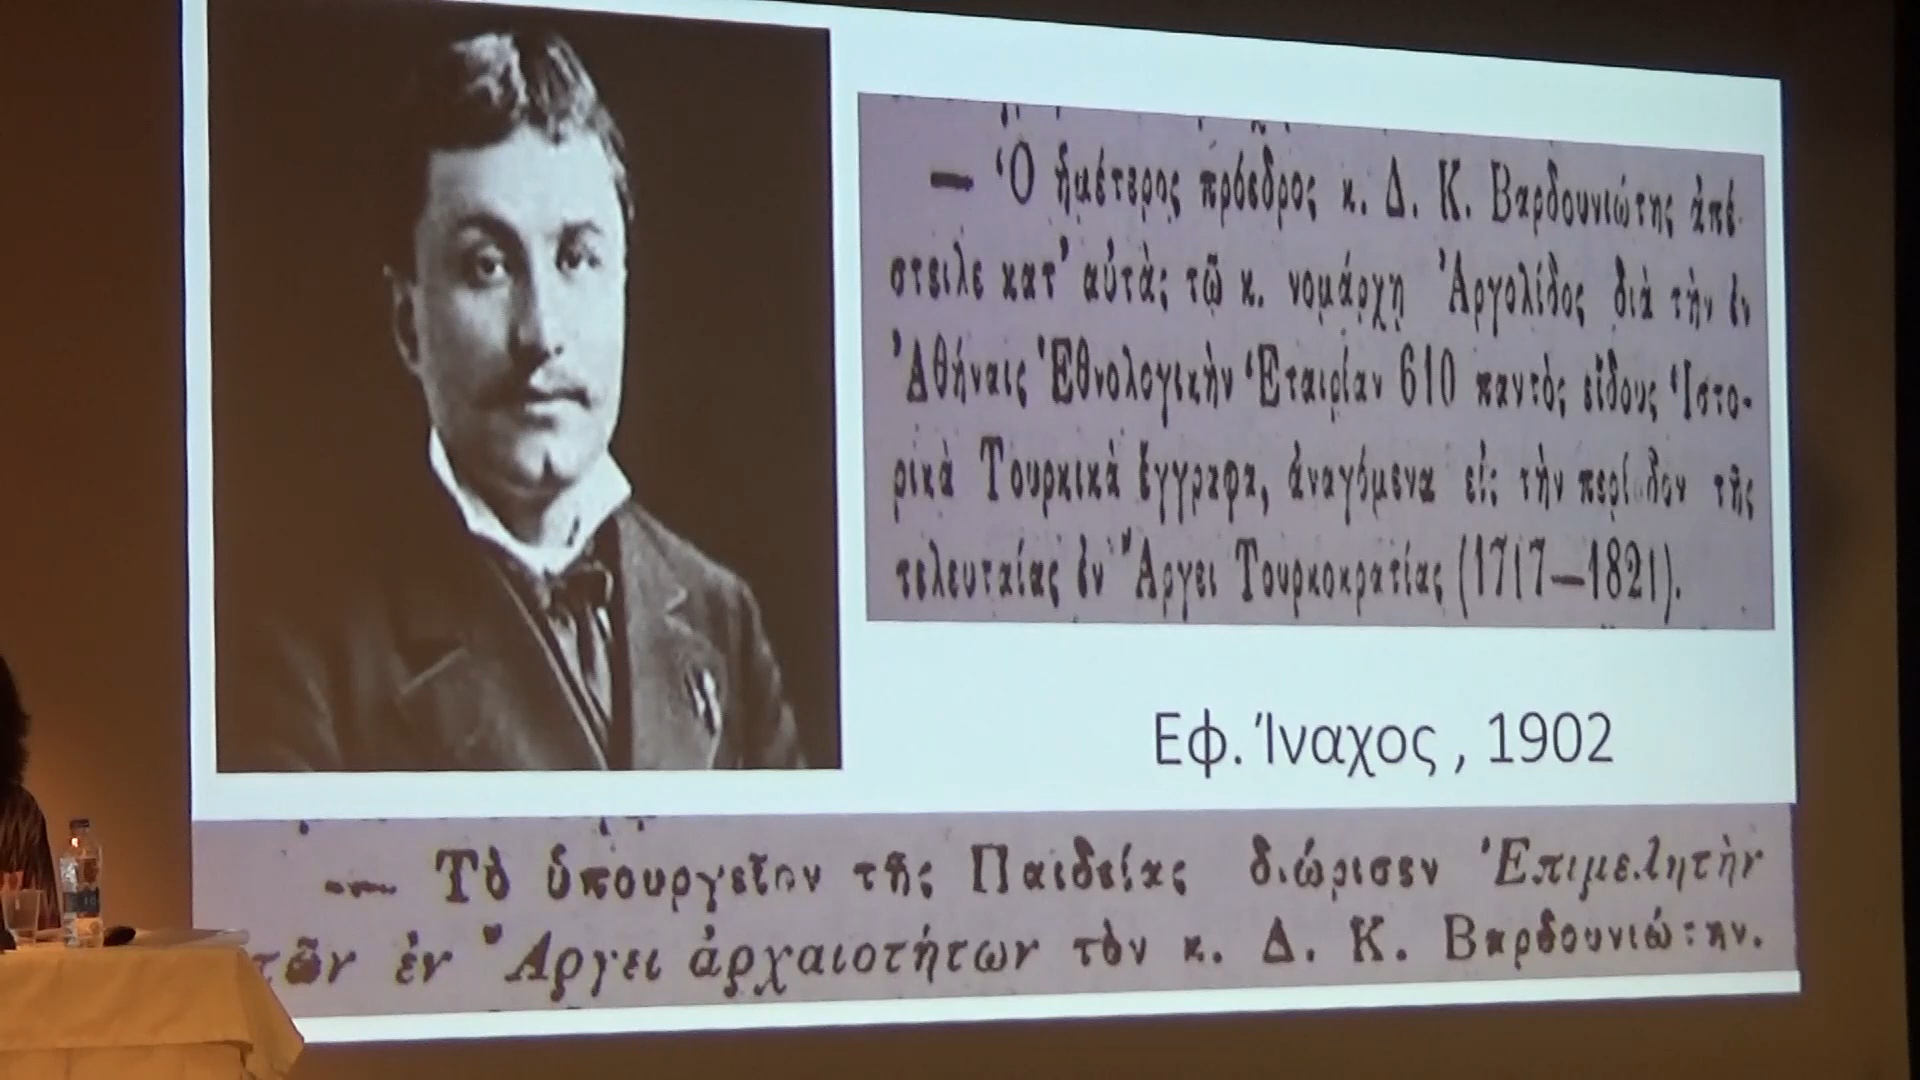 — Ὁ ἡμέτερος πρόεδρος κ. Δ. Κ. Βαρδουνιώτης ἀπέ-
στειλε κατ' αὐτὰς τῷ κ. νομάρχῃ Ἀργολίδος διὰ τὴν ἐν
Ἀθήναις Ἐθνολογικὴν Ἑταιρίαν 610 παντὸς εἴδους Ἱστο-
ρικὰ Τουρκικὰ ἔγγραφα, ἀναγόμενα εἰς τὴν περίοδον τῆς
τελευταίας ἐν Ἄργει Τουρκοκρατίας (1717—1821).
Εφ. Ίναχος , 1902
— Τὸ ὑπουργεῖον τῆς Παιδείας διώρισεν Ἐπιμελητὴν
τῶν ἐν Ἄργει ἀρχαιοτήτων τὸν κ. Δ. Κ. Βαρδουνιώτην.